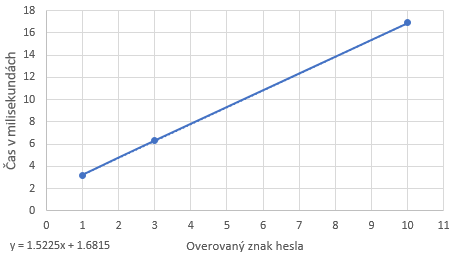 18
16
14
12
10
8
6
4
2
0
Čas v milisekundách
0 1 2 3 4 5 6 7 8 9 10 11
y = 1.5225x + 1.6815
Overovaný znak hesla